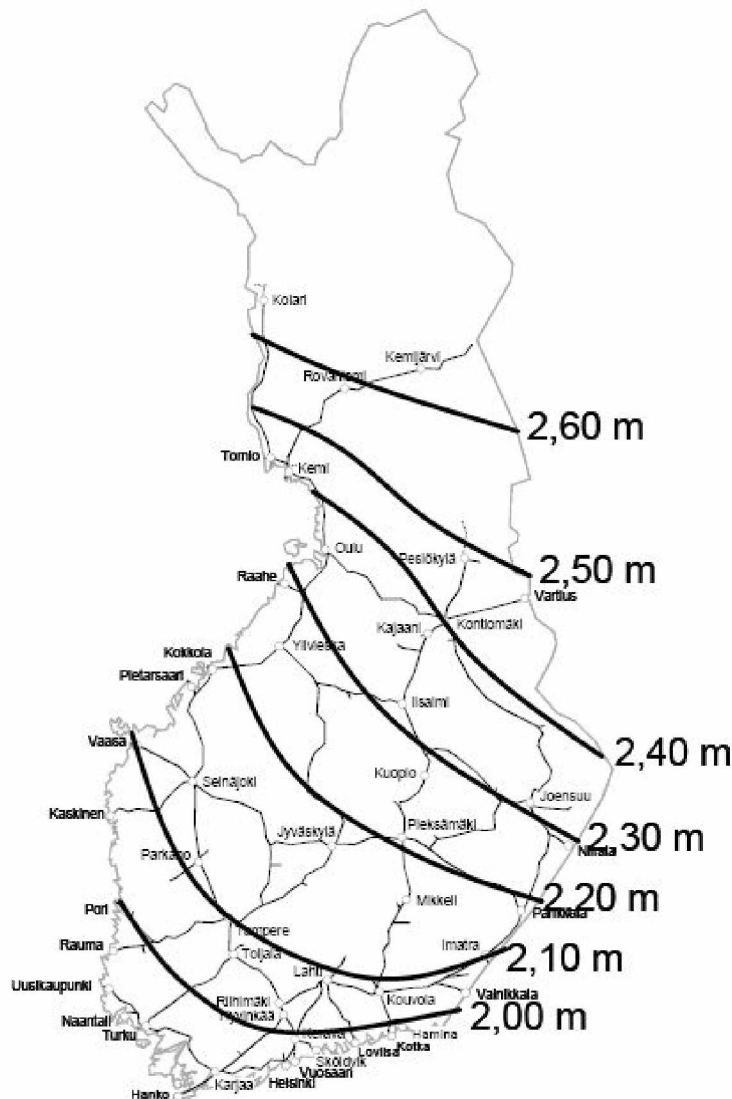 Kolari
Kemijärvi
Rovaniemi
2,60 m
Tornio
Kemi
Oulu
Pesiökylä
2,50 m
Raahe
Vartius
Kajaani
Kontiomäki
Ylivieska
Kokkola
Pietarsaari
Iisalmi
Vaasa
2,40 m
Kuopio
Seinäjoki
Joensuu
Kaskinen
Pieksämäki
Jyväskylä
2,30 m
Niirala
Parkano
Mikkeli
2,20 m
Pori
Parikkala
Tampere
Imatra
Rauma
Toijala
2,10 m
Lahti
Uusikaupunki
Vainikkala
Riihimäki
Kouvola
Hyvinkää
2,00 m
Naantali
Turku
Kerava
Hamina
Kotka
Loviisa
Sköldvik
Vuosaari
Helsinki
Karjaa
Hanko